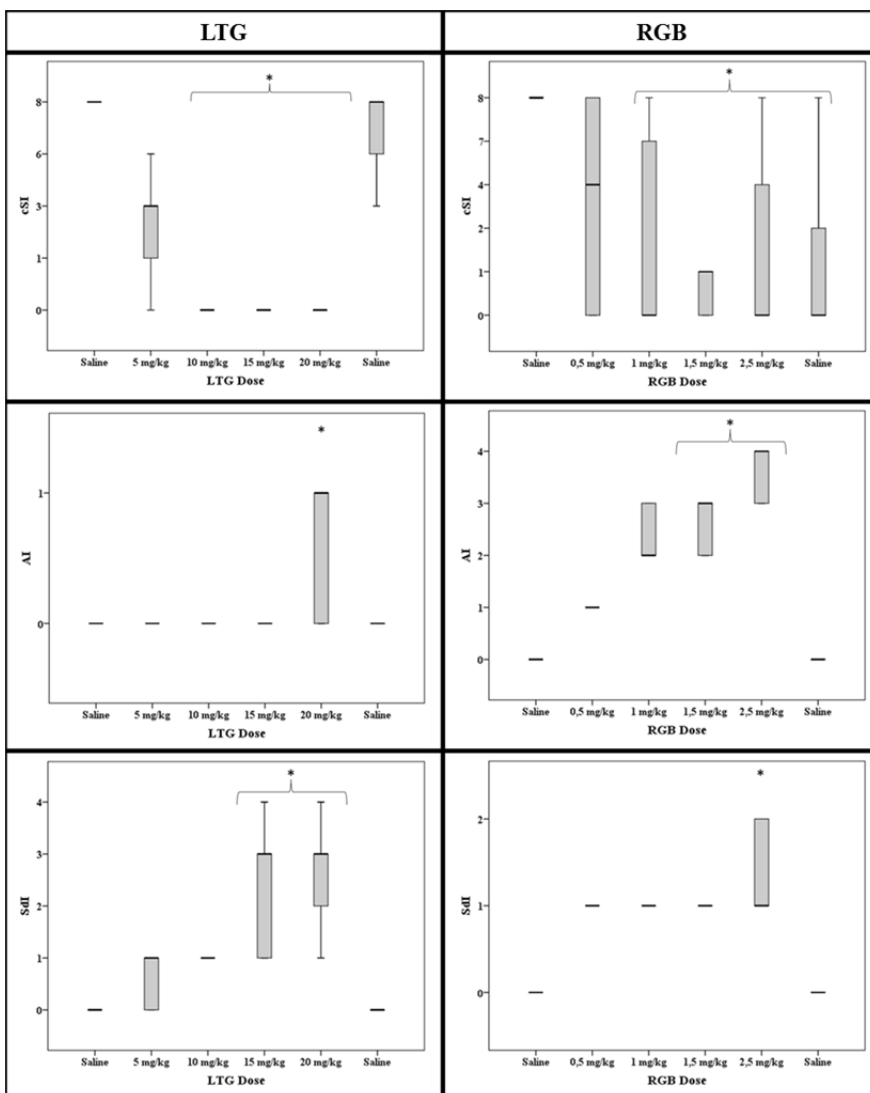 LTG
RGB
*
8
6
3
1
0
cSI
Saline 5 mg/kg 10 mg/kg 15 mg/kg 20 mg/kg Saline
LTG Dose
*
8
7
4
2
1
0
cSI
Saline 0,5 mg/kg 1 mg/kg 1,5 mg/kg 2,5 mg/kg Saline
RGB Dose
*
1
0
AI
Saline 5 mg/kg 10 mg/kg 15 mg/kg 20 mg/kg Saline
LTG Dose
*
4
3
2
1
0
AI
Saline 0,5 mg/kg 1 mg/kg 1,5 mg/kg 2,5 mg/kg Saline
RGB Dose
*
4
3
2
1
0
SdI
Saline 5 mg/kg 10 mg/kg 15 mg/kg 20 mg/kg Saline
LTG Dose
*
2
1
0
SdI
Saline 0,5 mg/kg 1 mg/kg 1,5 mg/kg 2,5 mg/kg Saline
RGB Dose